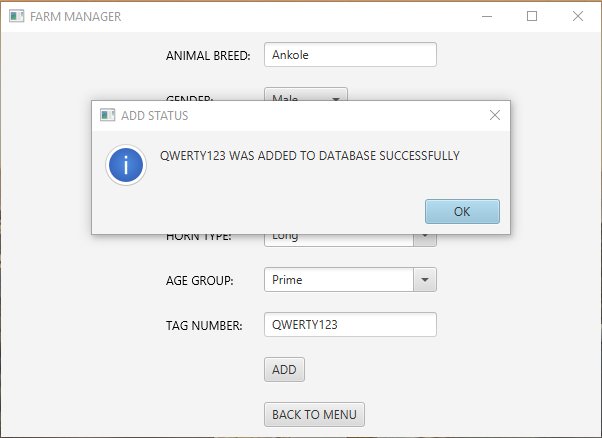 FARM MANAGER
ANIMAL BREED: Ankole
GENDER: Male
ADD STATUS
QWERTY123 WAS ADDED TO DATABASE SUCCESSFULLY
OK
HORN TYPE: Long
AGE GROUP: Prime
TAG NUMBER: QWERTY123
ADD
BACK TO MENU